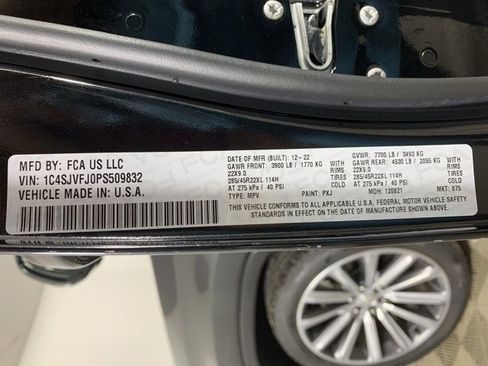 MFD BY: FCA US LLC
VIN: 1C4SJVFJ0PS509832
VEHICLE MADE IN: U.S.A.
DATE OF MFR (BUILT): 12-22
GVWR: 7700 LB / 3493 KG
GAWR FRONT: 3900 LB / 1770 KG
GAWR REAR: 4530 LB / 2055 KG
22X9.0 RIMS
22X9.0 RIMS
285/45R22XL 114H TIRES
285/45R22XL 114H TIRES
AT 275 kPa / 40 PSI
AT 275 kPa / 40 PSI
TYPE: MPV
PAINT: PXJ
MDH: 120821
MKT: 875
THIS VEHICLE CONFORMS TO ALL APPLICABLE U.S.A. FEDERAL MOTOR VEHICLE SAFETY
STANDARDS IN EFFECT ON THE DATE OF MANUFACTURE SHOWN ABOVE.